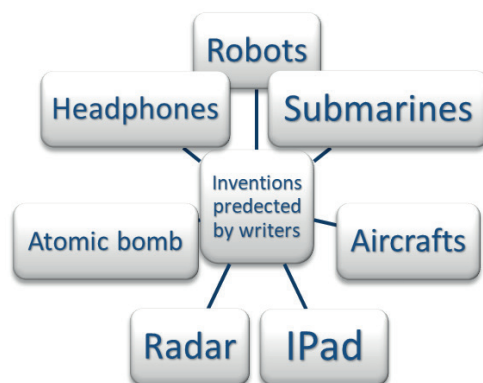 Robots
Headphones
Submarines
Inventions
predected
by writers
Atomic bomb
Aircrafts
Radar
IPad